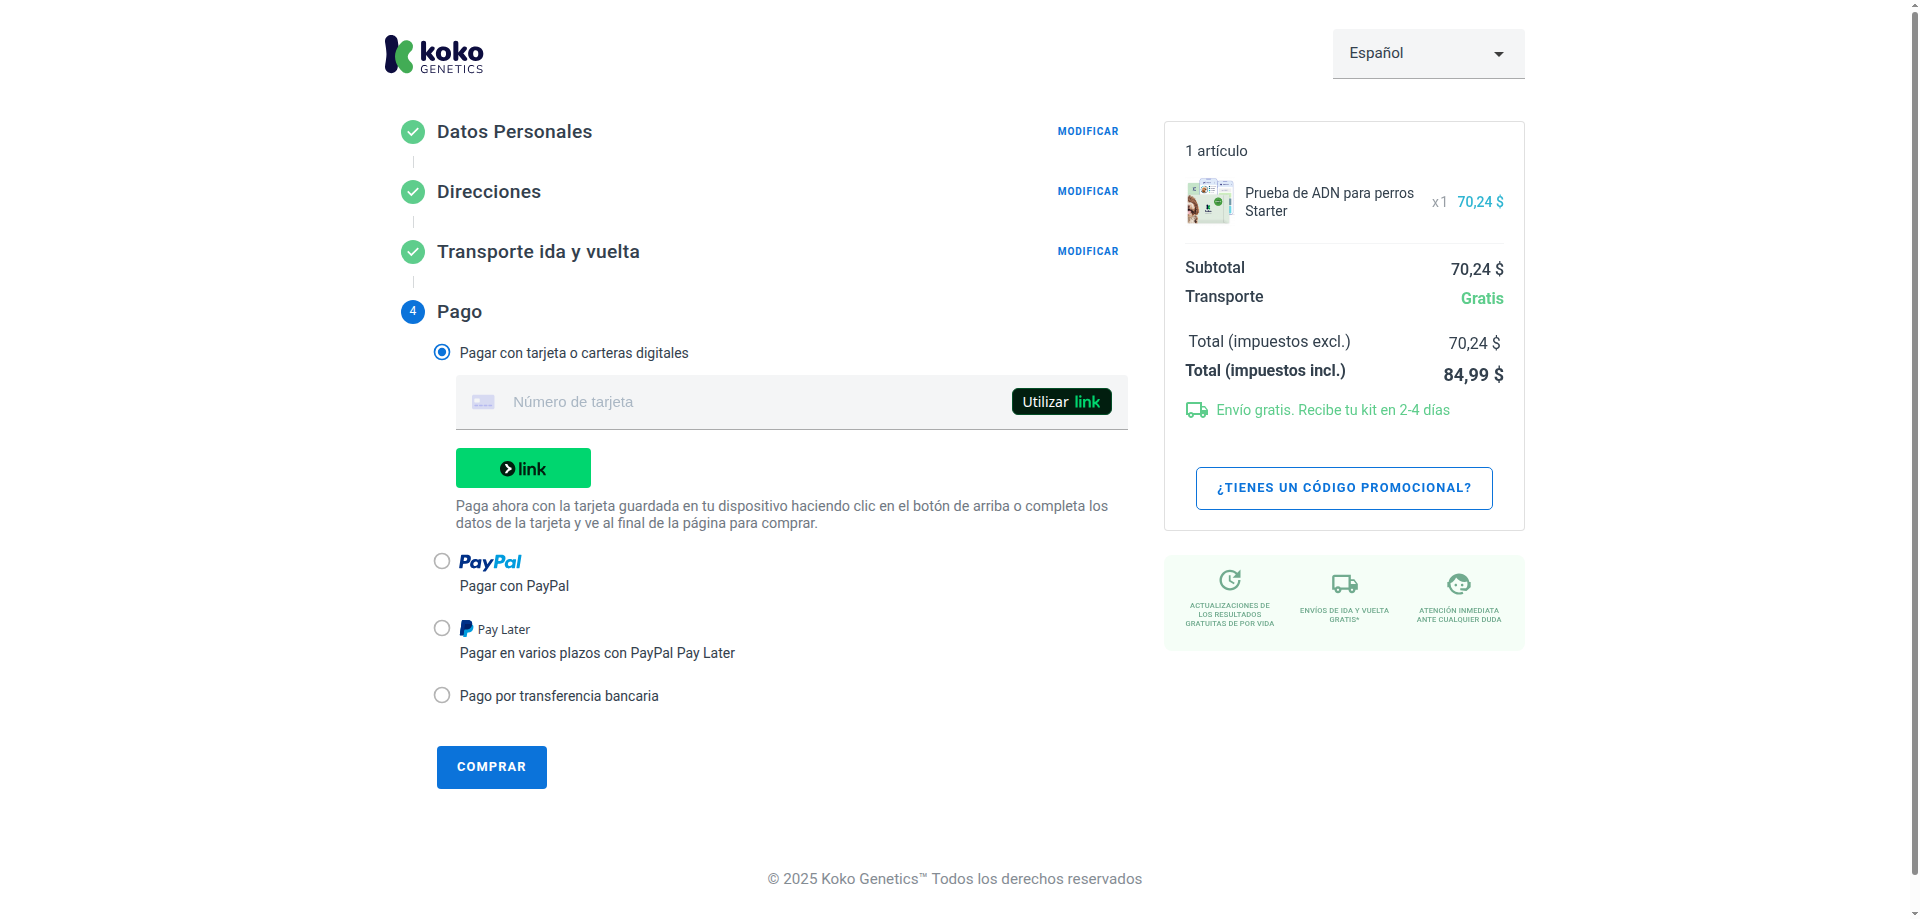 koko
GENETICS
Español
Datos Personales
MODIFICAR
Direcciones
MODIFICAR
Transporte ida y vuelta
MODIFICAR
4
Pago
Pagar con tarjeta o carteras digitales
Número de tarjeta
Utilizar link
link
Paga ahora con la tarjeta guardada en tu dispositivo haciendo clic en el botón de arriba o completa los
datos de la tarjeta y ve al final de la página para comprar.
PayPal
Pagar con PayPal
Pay Later
Pagar en varios plazos con PayPal Pay Later
Pago por transferencia bancaria
COMPRAR
1 artículo
Prueba de ADN para perros
Starter
x1 70,24 $
Subtotal
70,24 $
Transporte
Gratis
Total (impuestos excl.)
70,24 $
Total (impuestos incl.)
84,99 $
Envío gratis. Recibe tu kit en 2-4 días
¿TIENES UN CÓDIGO PROMOCIONAL?
ACTUALIZACIONES DE
LOS RESULTADOS
GRATUITAS DE POR VIDA
ENVÍOS DE IDA Y VUELTA
GRATIS*
ATENCIÓN INMEDIATA
ANTE CUALQUIER DUDA
© 2025 Koko Genetics™ Todos los derechos reservados